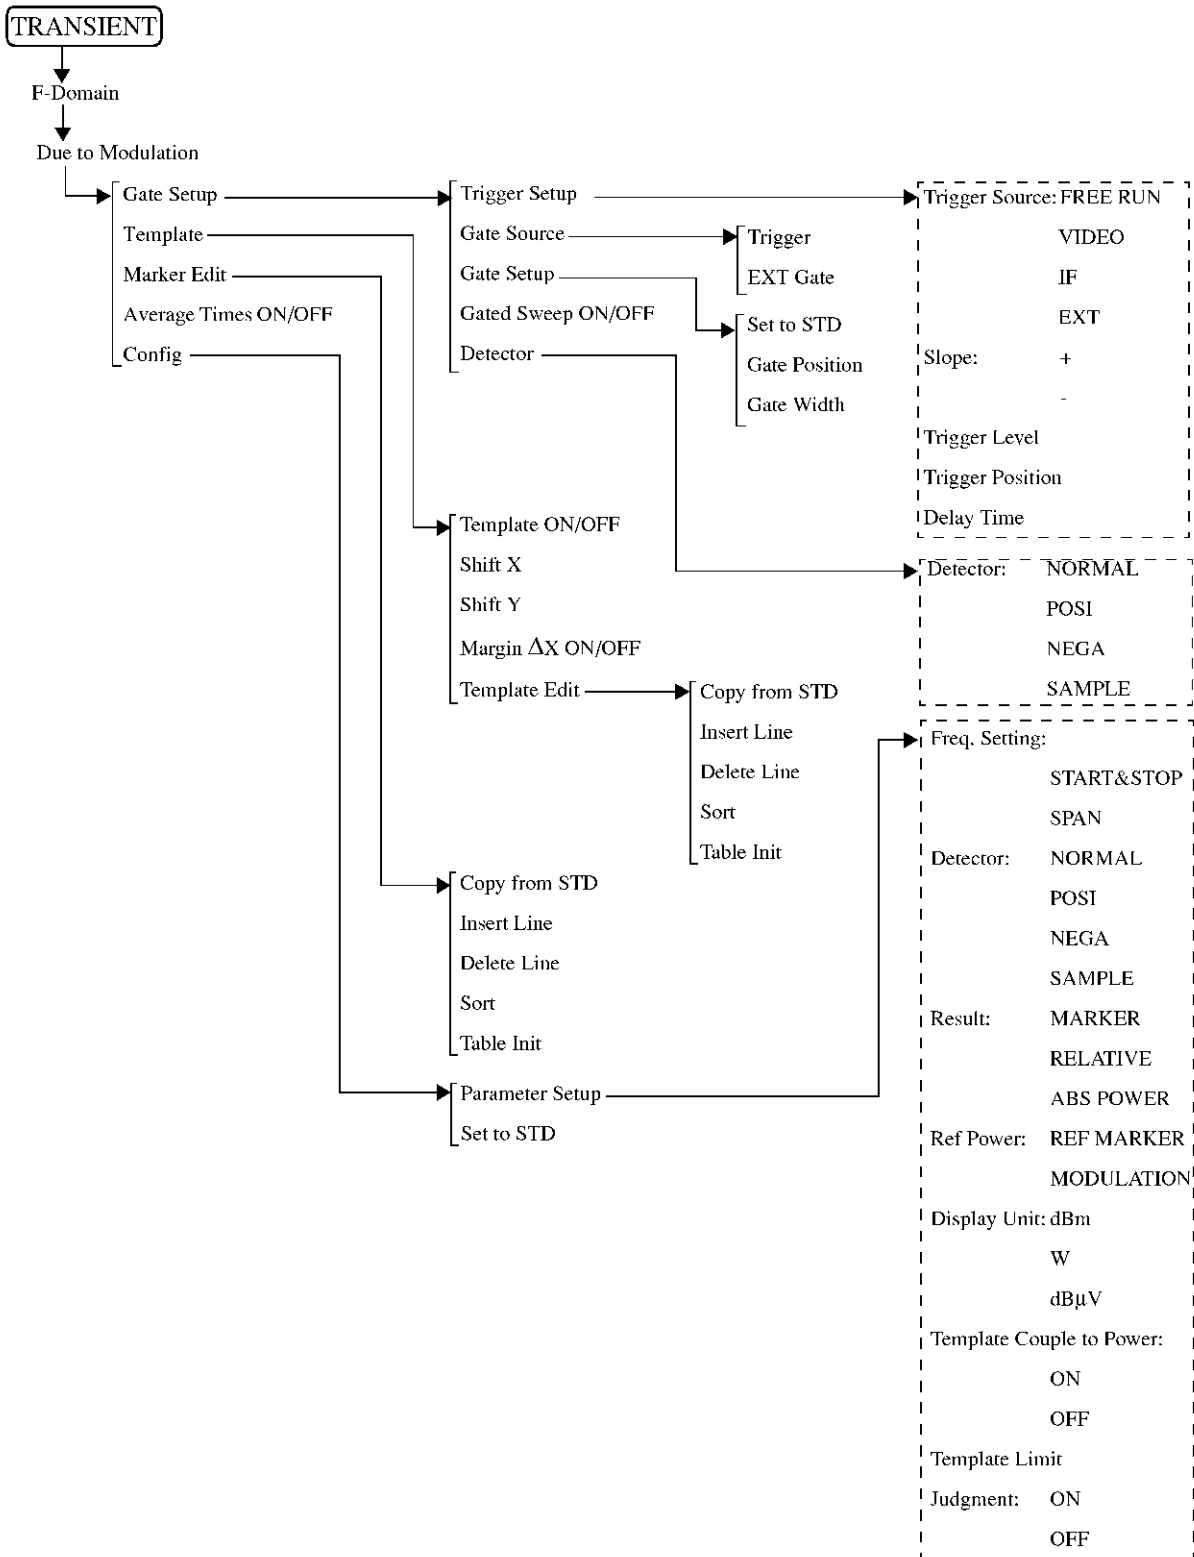 TRANSIENT
F-Domain
Due to Modulation
Gate Setup
Template
Marker Edit
Average Times ON/OFF
Config
Trigger Setup
Gate Source
Gate Setup
Gated Sweep ON/OFF
Detector
Trigger
EXT Gate
Set to STD
Gate Position
Gate Width
Trigger Source: FREE RUN
VIDEO
IF
EXT
Slope: +
-
Trigger Level
Trigger Position
Delay Time
Template ON/OFF
Shift X
Shift Y
Margin ΔX ON/OFF
Template Edit
Copy from STD
Insert Line
Delete Line
Sort
Table Init
Detector: NORMAL
POSI
NEGA
SAMPLE
Copy from STD
Insert Line
Delete Line
Sort
Table Init
Parameter Setup
Set to STD
Freq. Setting:
START&STOP
SPAN
Detector: NORMAL
POSI
NEGA
SAMPLE
Result: MARKER
RELATIVE
ABS POWER
Ref Power: REF MARKER
MODULATION
Display Unit: dBm
W
dBμV
Template Couple to Power:
ON
OFF
Template Limit
Judgment: ON
OFF